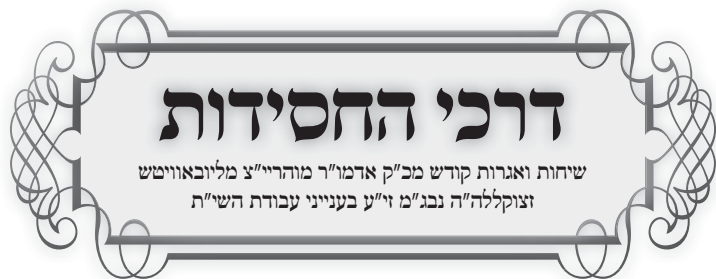 דרכי החסידות
שיחות ואגרות קודש מכ"ק אדמו"ר מוהריי"צ מליובאוויטש
זצוקללה"ה נבג"מ זי"ע בענייני עבודת השי"ת